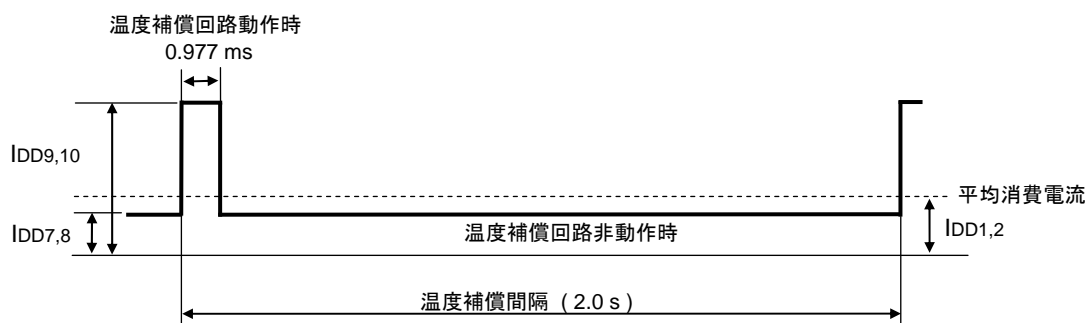 温度補償回路動作時
0.977 ms
IDD9,10
平均消費電流
IDD7,8
温度補償回路非動作時
IDD1,2
温度補償間隔 ( 2.0 s )